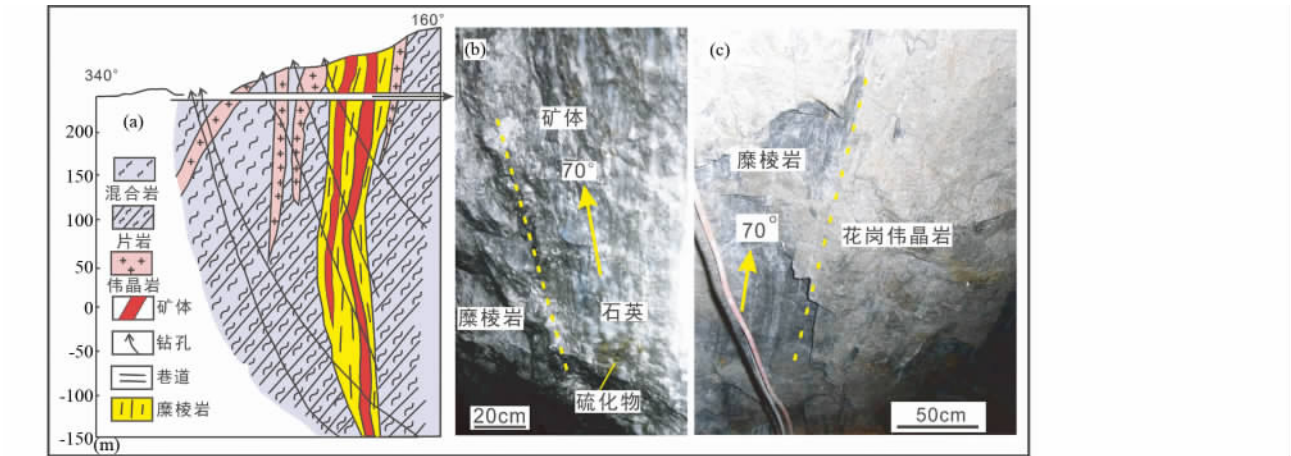 340°
160°
(a)
200
150
100
50
0
-50
-100
-150
(m)
混合岩
片岩
伟晶岩
矿体
钻孔
巷道
糜棱岩
(b)
矿体
70°
糜棱岩
石英
硫化物
20cm
(c)
糜棱岩
70°
花岗伟晶岩
50cm